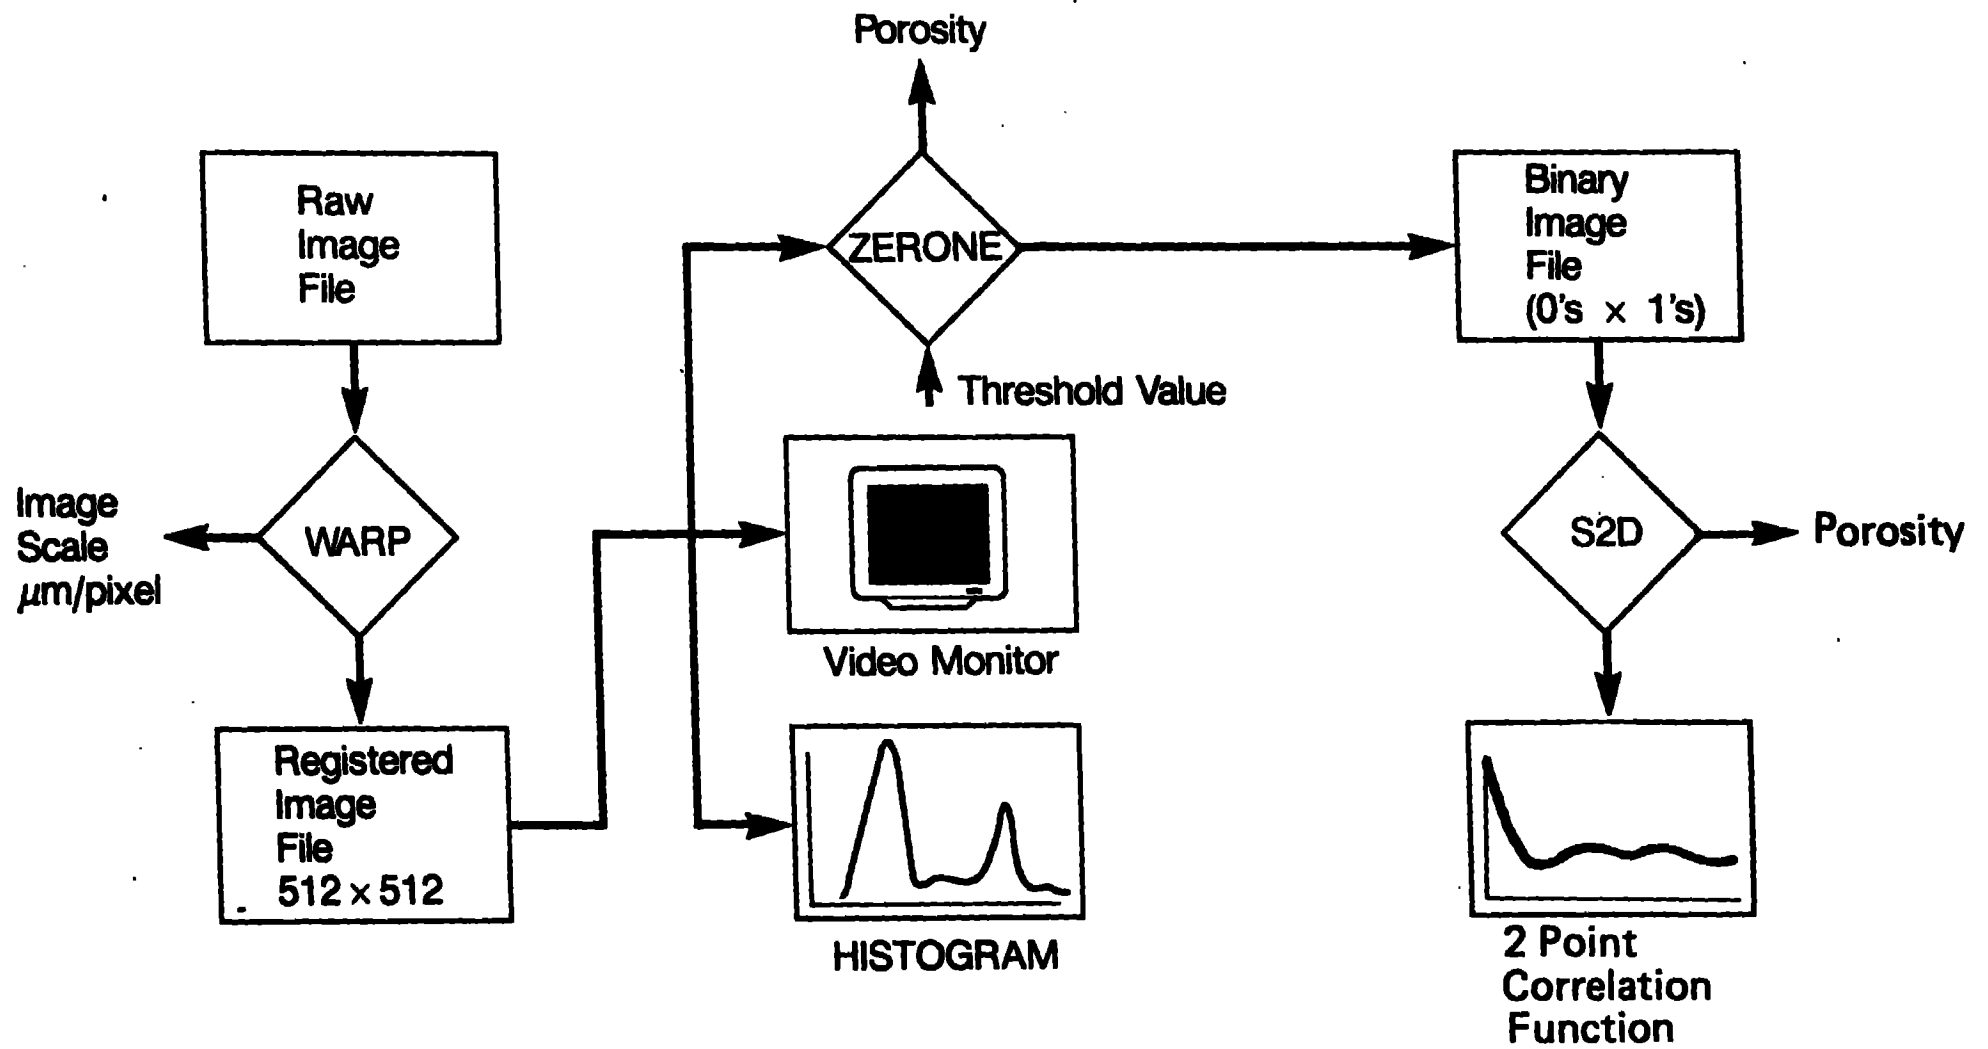 Porosity
Raw
Image
File
ZERONE
Binary
Image
File
(0's × 1's)
Threshold Value
Image
Scale
μm/pixel
WARP
S2D
Porosity
Video Monitor
Registered
Image
File
512 × 512
HISTOGRAM
2 Point
Correlation
Function